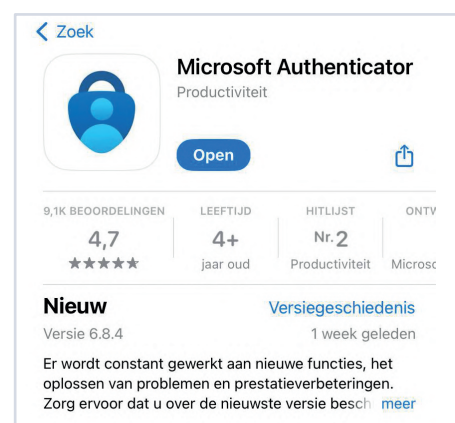 Zoek
Microsoft Authenticator
Productiviteit
Open
9,1K BEOORDELINGEN LEEFTIJD HITLIJST ONTW
4,7 4+ Nr. 2
jaar oud Productiviteit Microsc
Nieuw Versiegeschiedenis
Versie 6.8.4 1 week geleden
Er wordt constant gewerkt aan nieuwe functies, het
oplossen van problemen en prestatieverbeteringen.
Zorg ervoor dat u over de nieuwste versie besch meer